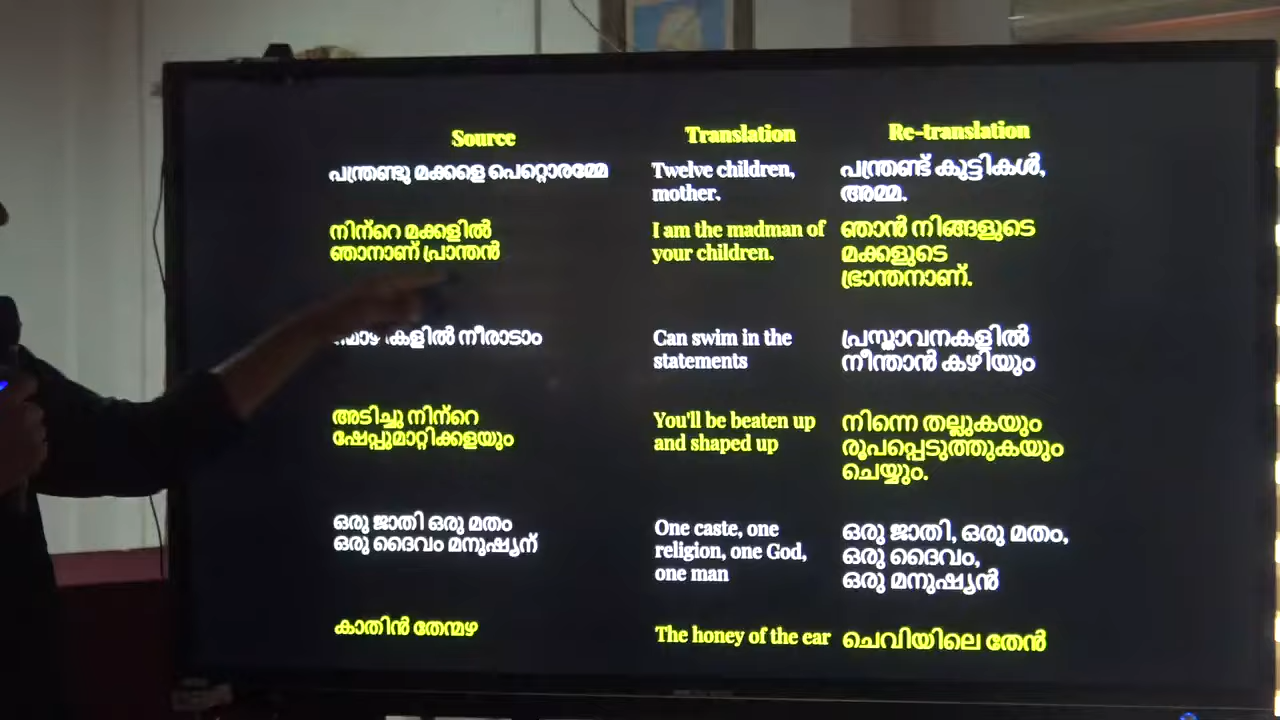 Source Translation Re-translation
പന്ത്രണ്ടു മക്കളെ പെറ്റൊരമ്മേ
Twelve children,
mother.
പന്ത്രണ്ട് കുട്ടികൾ,
അമ്മ.
നിന്റെ മക്കളിൽ
ഞാനാണ് പ്രാന്തൻ
I am the madman of
your children.
ഞാൻ നിങ്ങളുടെ
മക്കളുടെ
ഭ്രാന്തനാണ്.
നീരാടാം
Can swim in the
statements
പ്രസ്താവനകളിൽ
നീന്താൻ കഴിയും
അടിച്ചു നിന്റെ
ഷേപ്പുമാറ്റിക്കളയും
You'll be beaten up
and shaped up
നിന്നെ തല്ലുകയും
രൂപപ്പെടുത്തുകയും
ചെയ്യും.
ഒരു ജാതി ഒരു മതം
ഒരു ദൈവം മനുഷ്യന്
One caste, one
religion, one God,
one man
ഒരു ജാതി, ഒരു മതം,
ഒരു ദൈവം,
ഒരു മനുഷ്യൻ
കാതിൻ തേന്മഴ
The honey of the ear
ചെവിയിലെ തേൻ